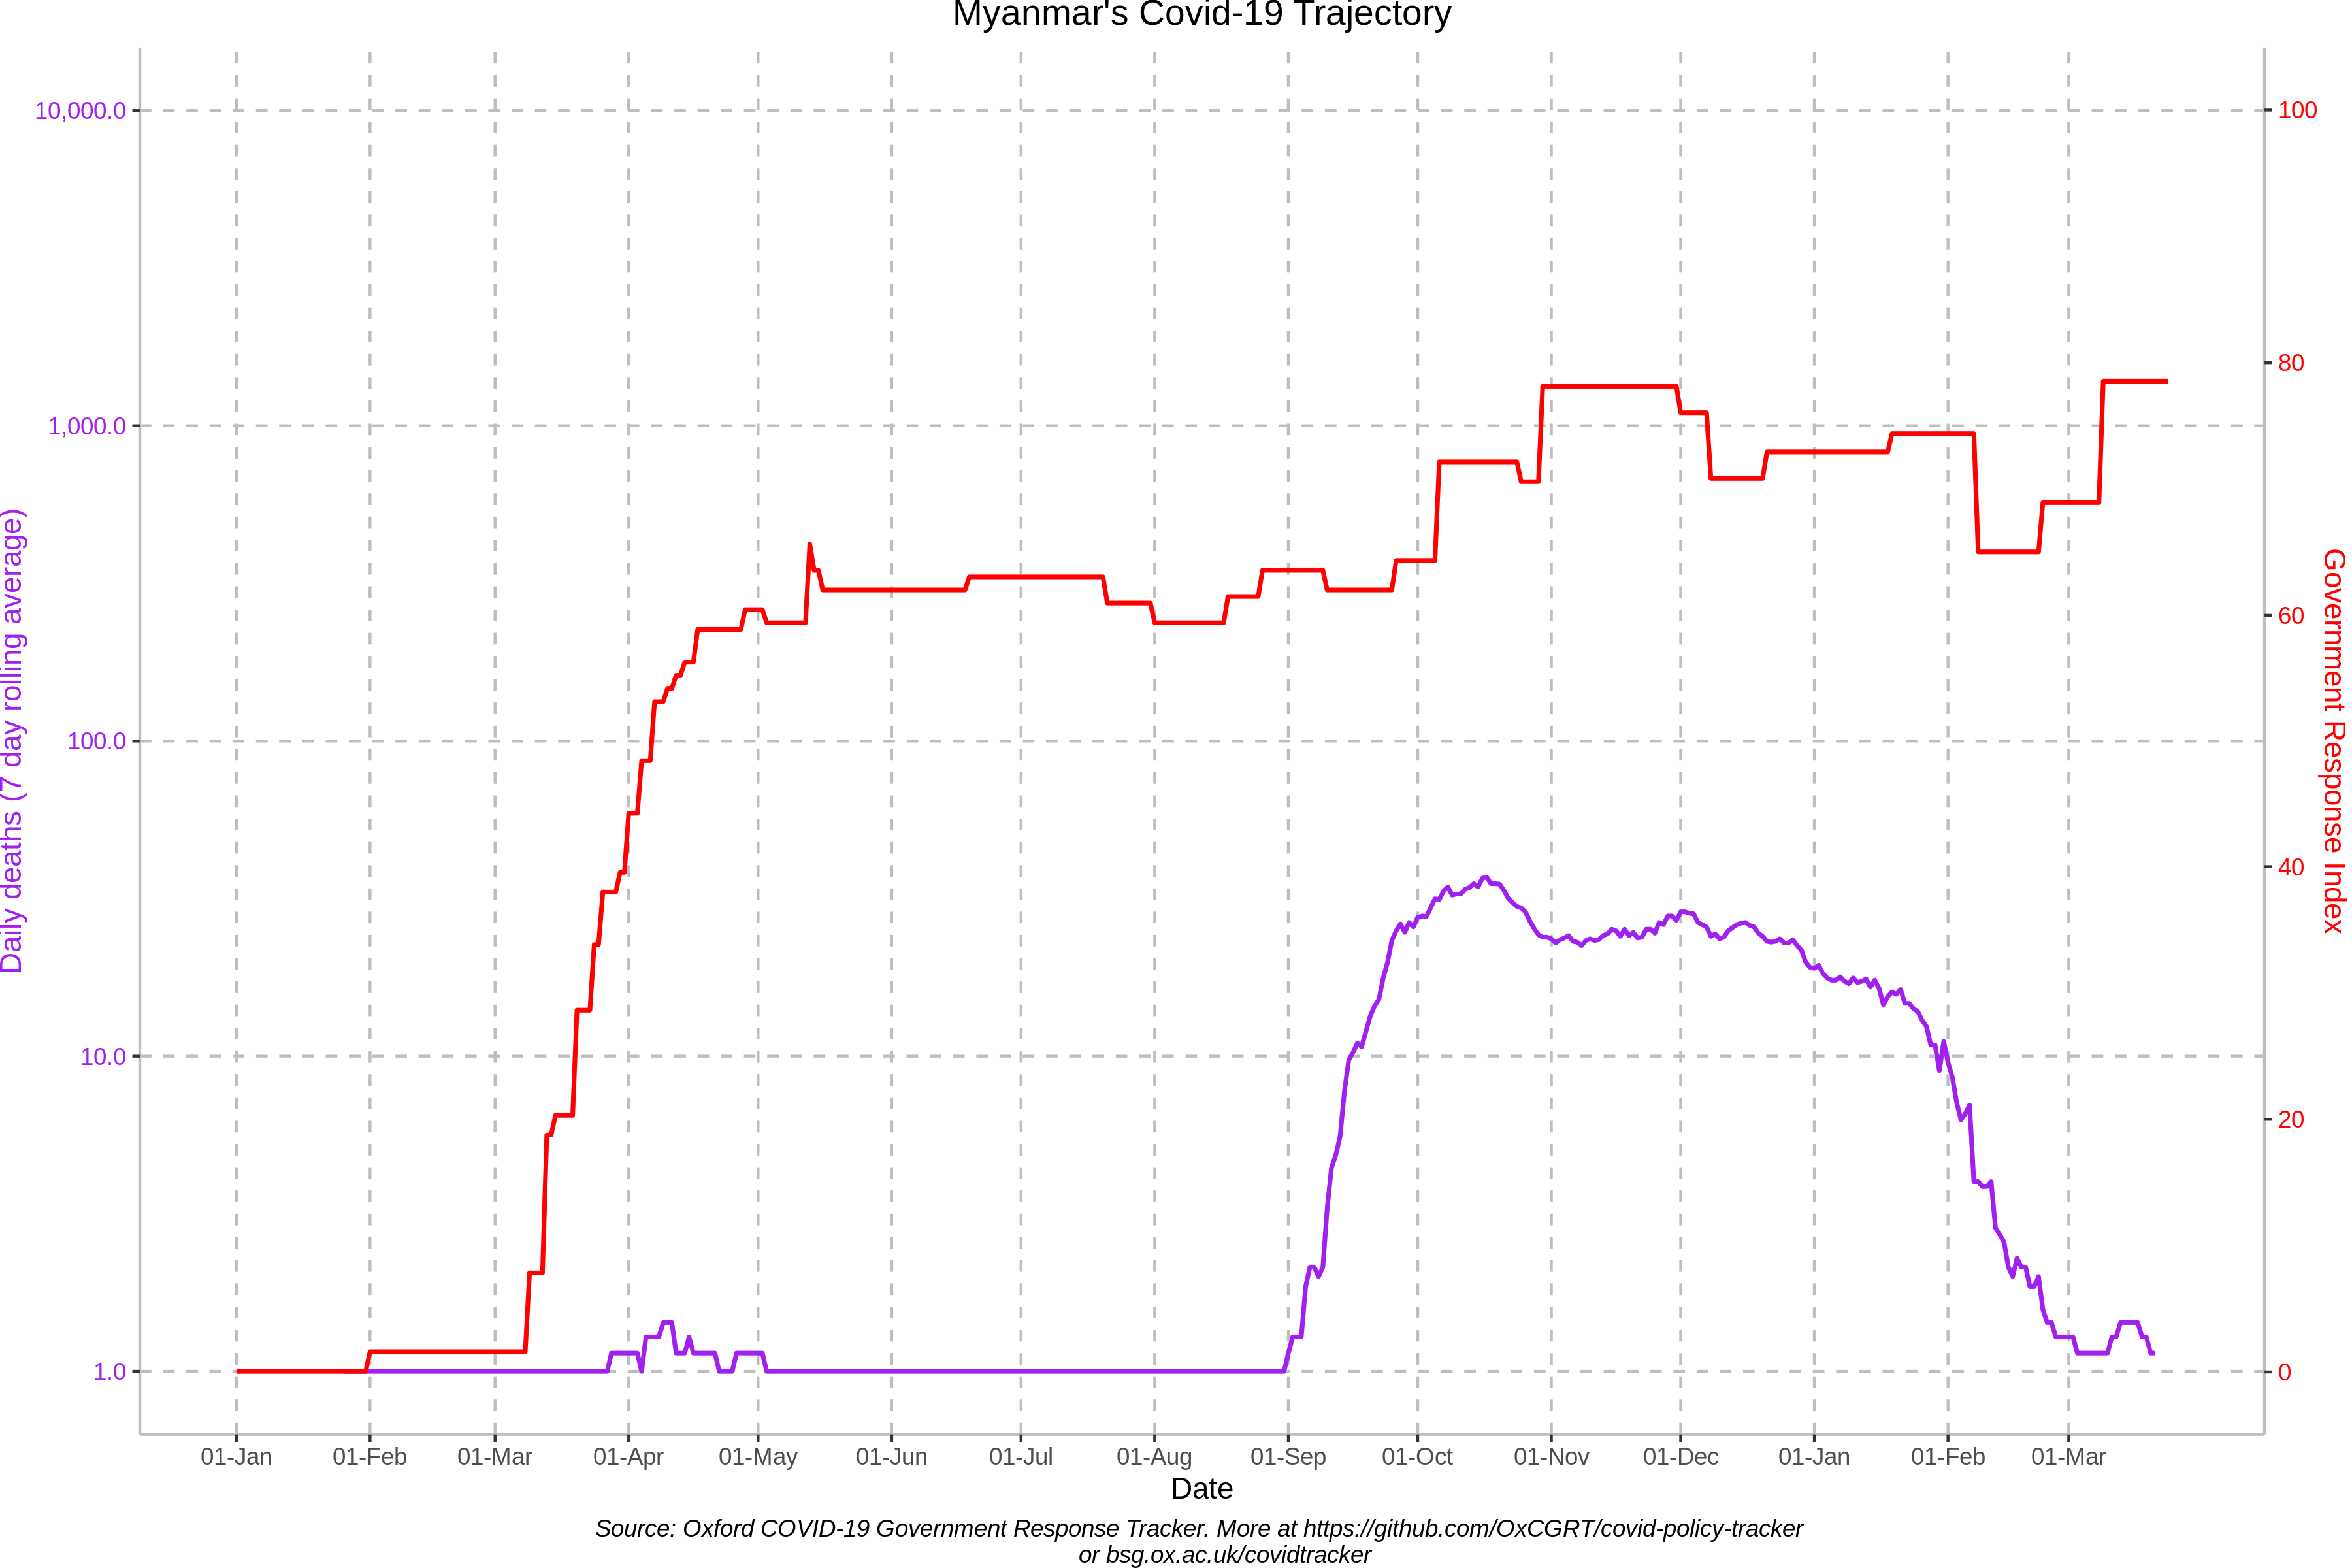 Myanmar's Covid-19 Trajectory
10,000.0
1,000.0
100.0
10.0
1.0
Daily deaths (7 day rolling average)
100
80
60
40
20
0
Government Response Index
01-Jan 01-Feb 01-Mar 01-Apr 01-May 01-Jun 01-Jul 01-Aug 01-Sep 01-Oct 01-Nov 01-Dec 01-Jan 01-Feb 01-Mar
Date
Source: Oxford COVID-19 Government Response Tracker. More at https://github.com/OxCGRT/covid-policy-tracker
or bsg.ox.ac.uk/covidtracker